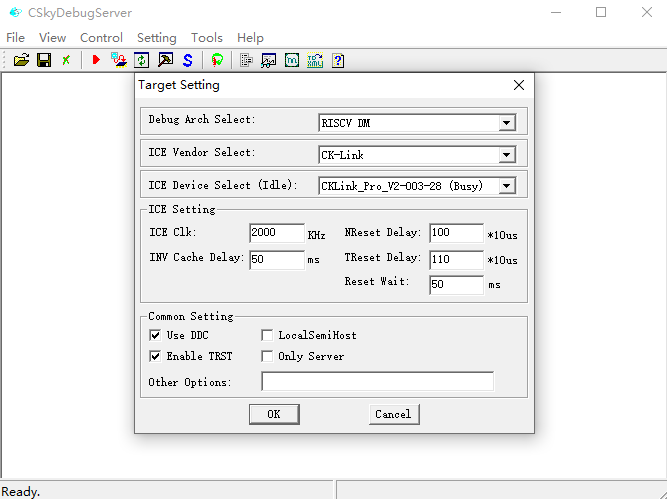 CSkyDebugServer
File View Control Setting Tools Help
TO XML
Target Setting
Debug Arch Select: RISCV DM
ICE Vendor Select: CK-Link
ICE Device Select (Idle): CKLink_Pro_V2-003-28 (Busy)
ICE Setting
ICE Clk: 2000 KHz NReset Delay: 100 *10us
INV Cache Delay: 50 ms TReset Delay: 110 *10us
Reset Wait: 50 ms
Common Setting
Use DDC LocalSemiHost
Enable TRST Only Server
Other Options:
OK Cancel
Ready.